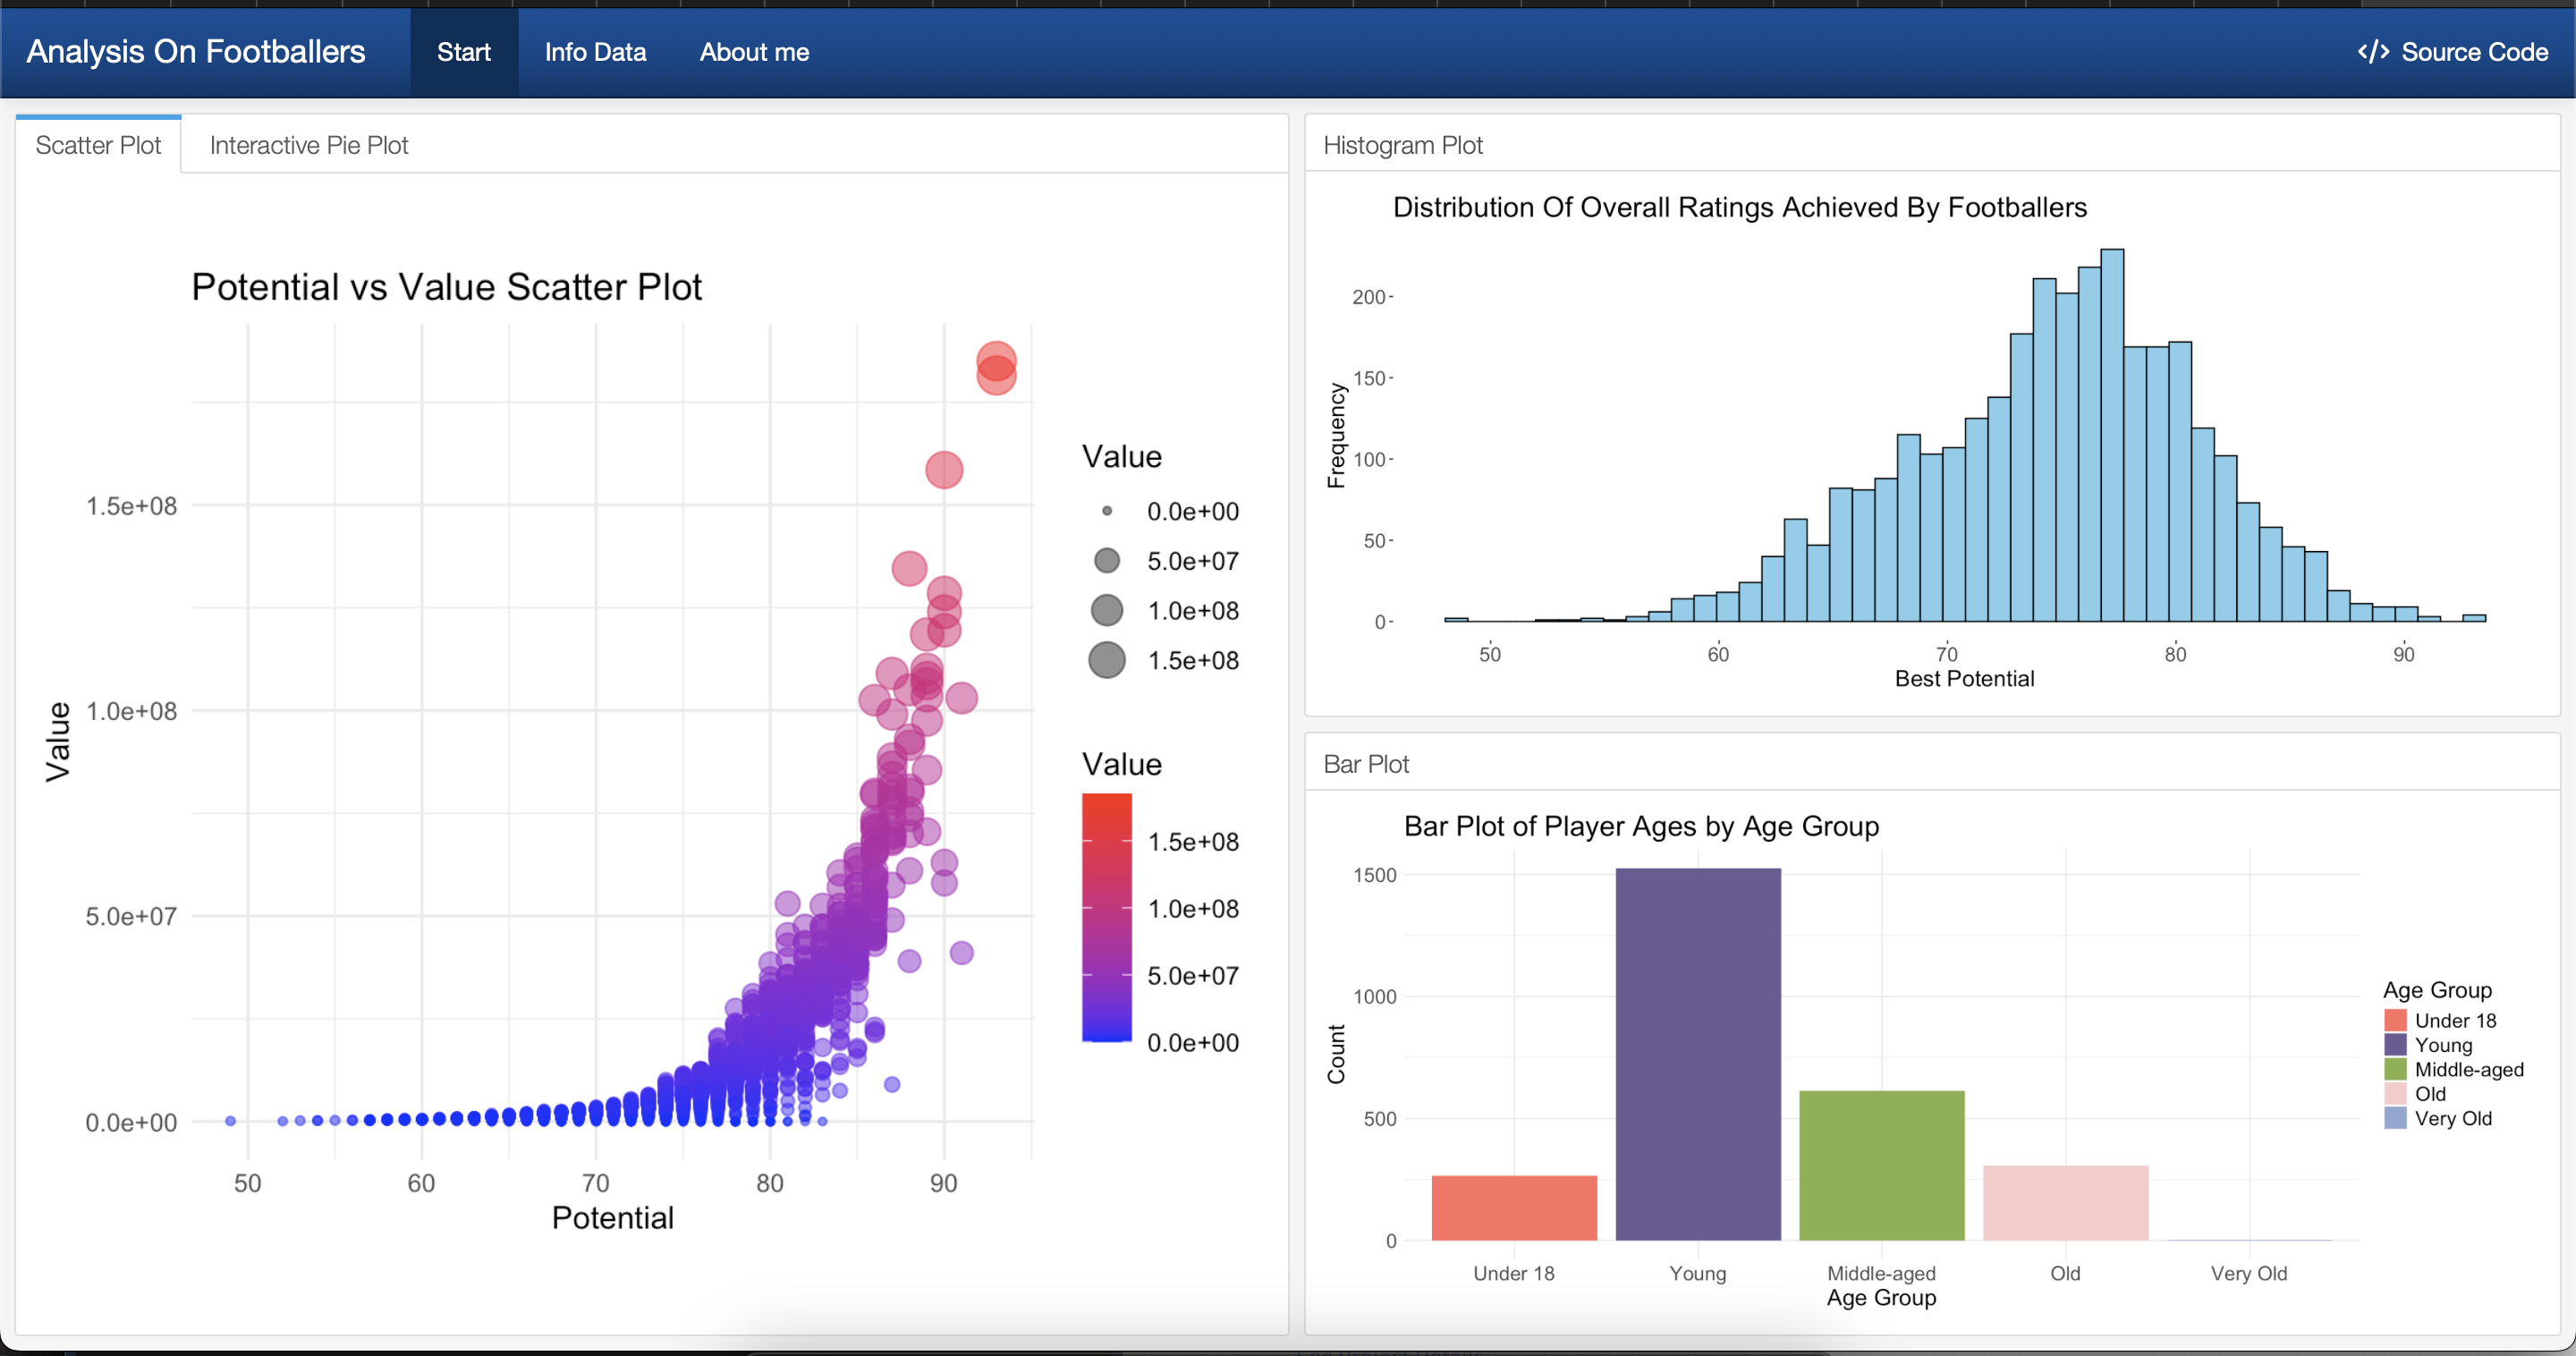 Analysis On Footballers
Start
Info Data
About me
</> Source Code
Scatter Plot
Interactive Pie Plot
Potential vs Value Scatter Plot
Value
1.5e+08
1.0e+08
5.0e+07
0.0e+00
50 60 70 80 90
Potential
Value
0.0e+00
5.0e+07
1.0e+08
1.5e+08
Value
1.5e+08
1.0e+08
5.0e+07
0.0e+00
Histogram Plot
Distribution Of Overall Ratings Achieved By Footballers
Frequency
200
150
100
50
0
50 60 70 80 90
Best Potential
Bar Plot
Bar Plot of Player Ages by Age Group
Count
1500
1000
500
0
Under 18 Young Middle-aged Old Very Old
Age Group
Age Group
Under 18
Young
Middle-aged
Old
Very Old